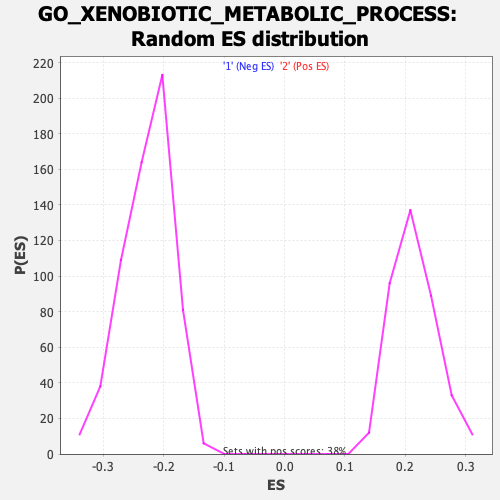 GO_XENOBIOTIC_METABOLIC_PROCESS:
Random ES distribution
'1' (Neg ES) '2' (Pos ES)
220
200
180
160
140
120
100
80
60
40
20
0
P(ES)
Sets with pos scores: 38%
-0.3 -0.2 -0.1 0.0 0.1 0.2 0.3
ES